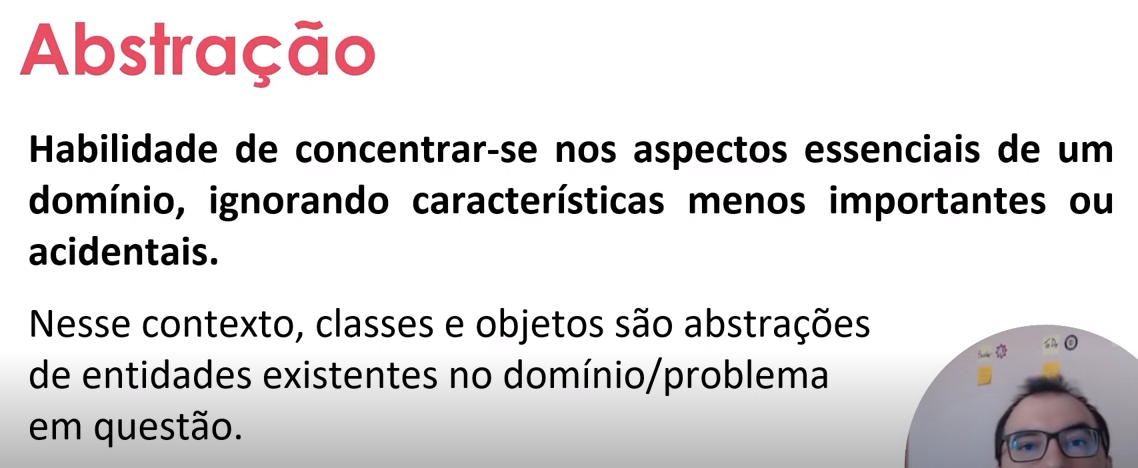 Abstração
Habilidade de concentrar-se nos aspectos essenciais de um
domínio, ignorando características menos importantes ou
acidentais.
Nesse contexto, classes e objetos são abstrações
de entidades existentes no domínio/problema
em questão.